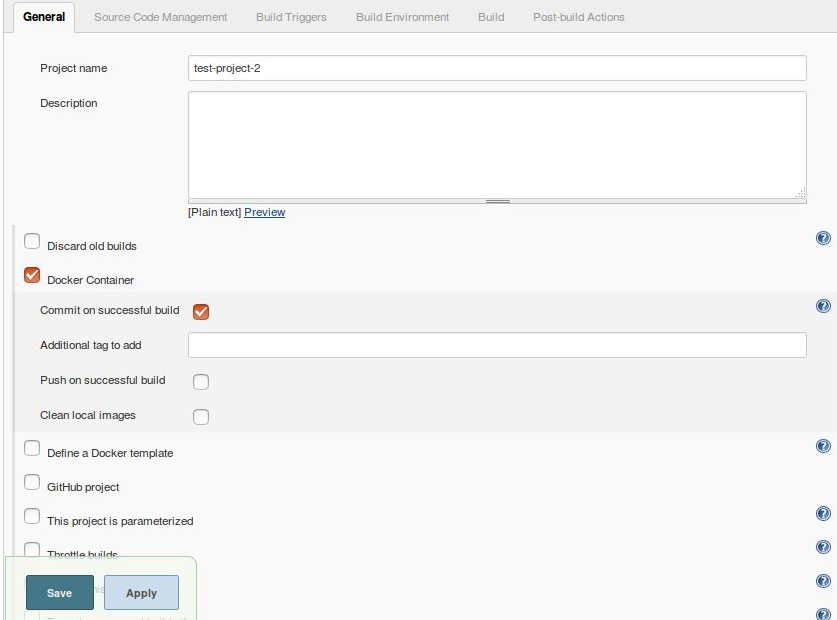 General Source Code Management Build Triggers Build Environment Build Post-build Actions
Project name test-project-2
Description
[Plain text] Preview
Discard old builds
Docker Container
Commit on successful build
Additional tag to add
Push on successful build
Clean local images
Define a Docker template
GitHub project
This project is parameterized
Throttle builds
Save Apply